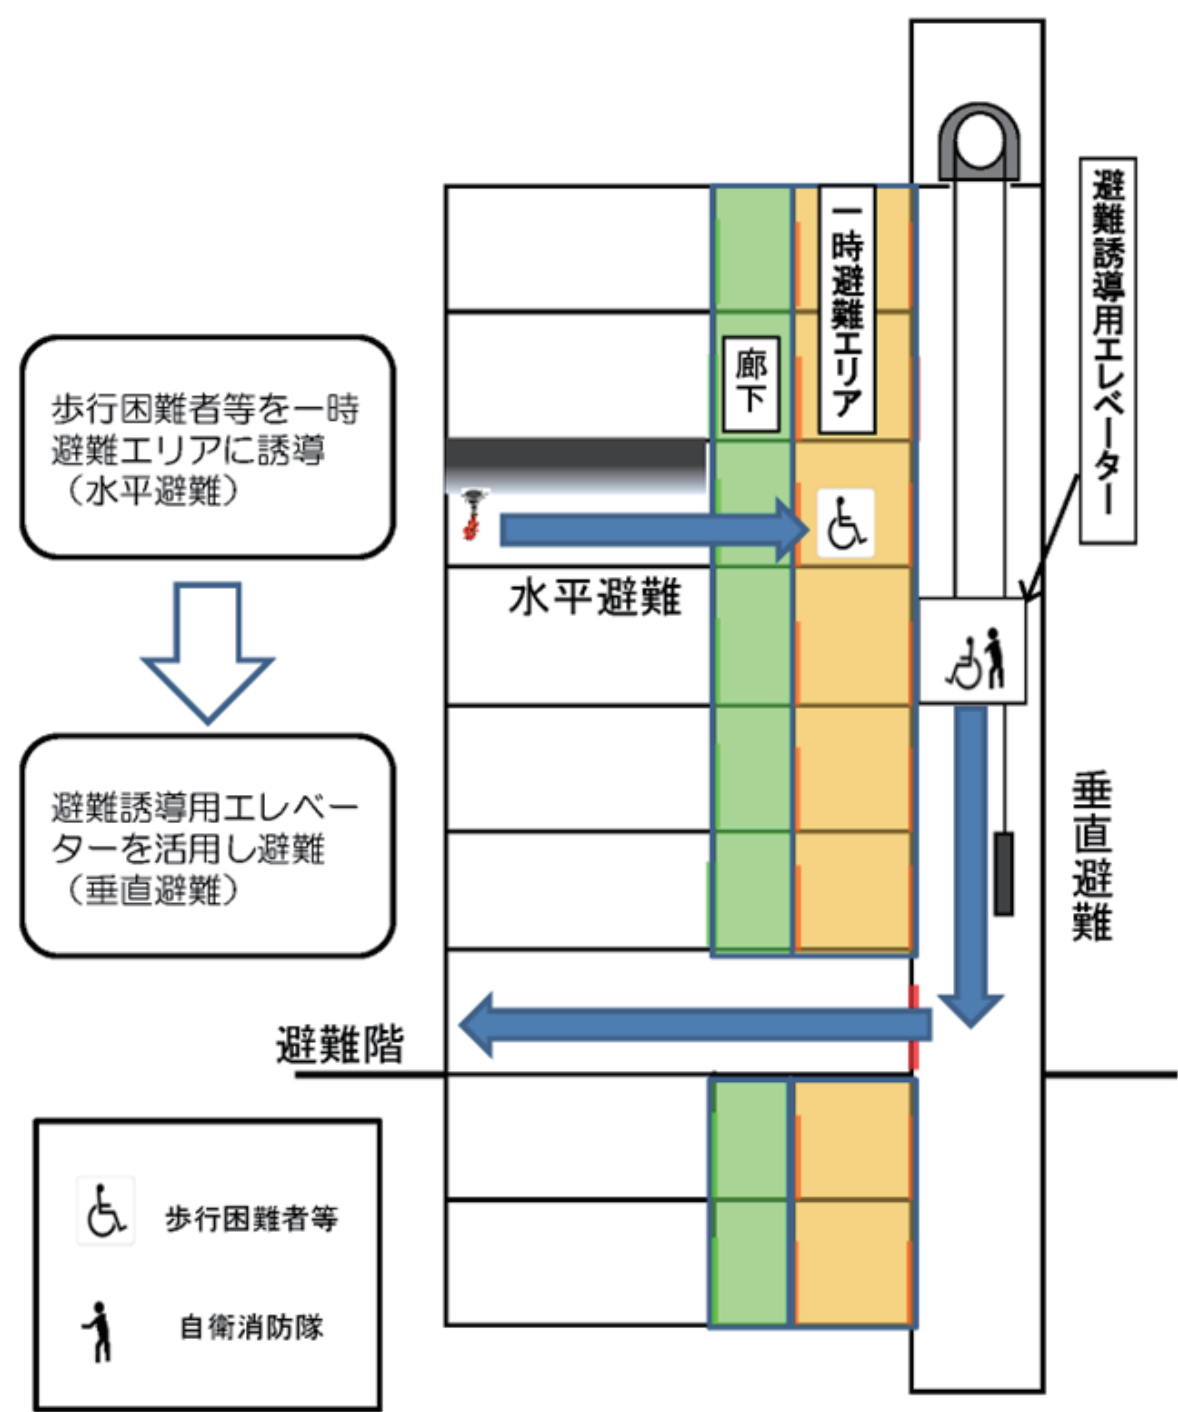 歩行困難者等を一時
避難エリアに誘導
（水平避難）
避難誘導用エレベー
ターを活用し避難
（垂直避難）
廊下
一時避難エリア
避難誘導用エレベーター
水平避難
垂直避難
避難階
歩行困難者等
自衛消防隊